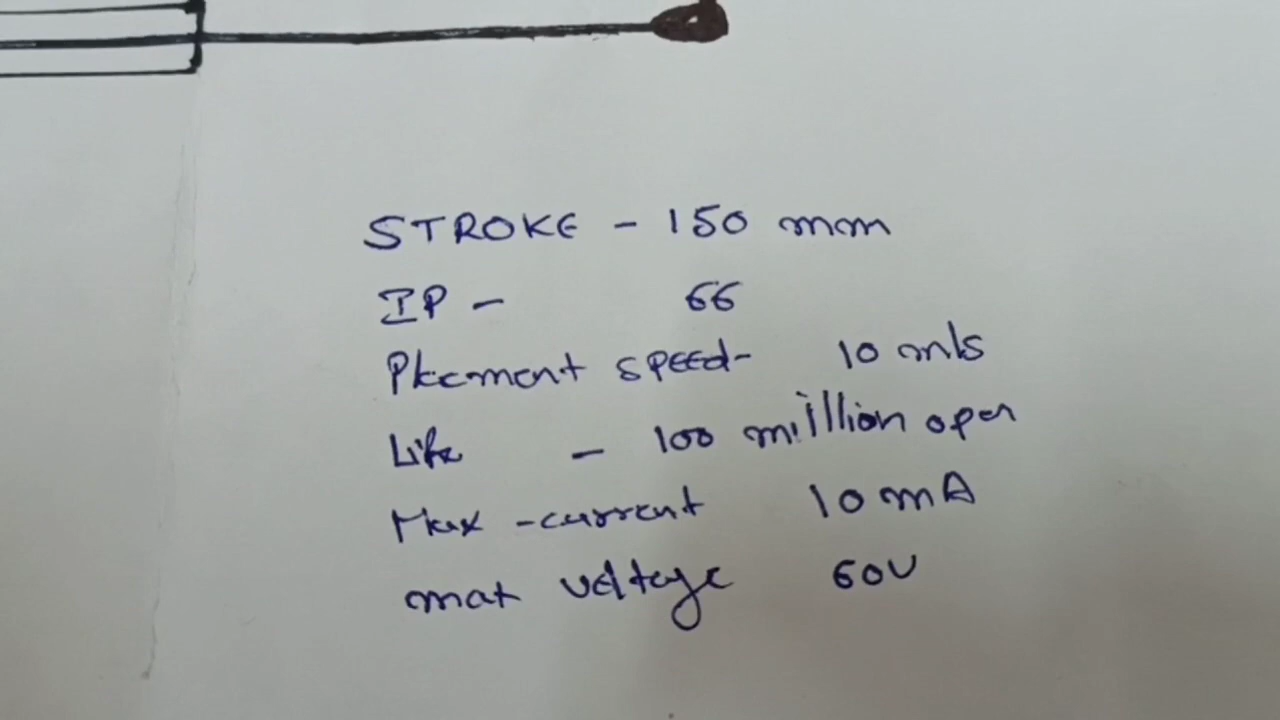 STROKE - 150 mm
IP - 66
Plcement speed- 10 m/s
Life - 100 million oper
Max -current 10 mA
max voltage 60V